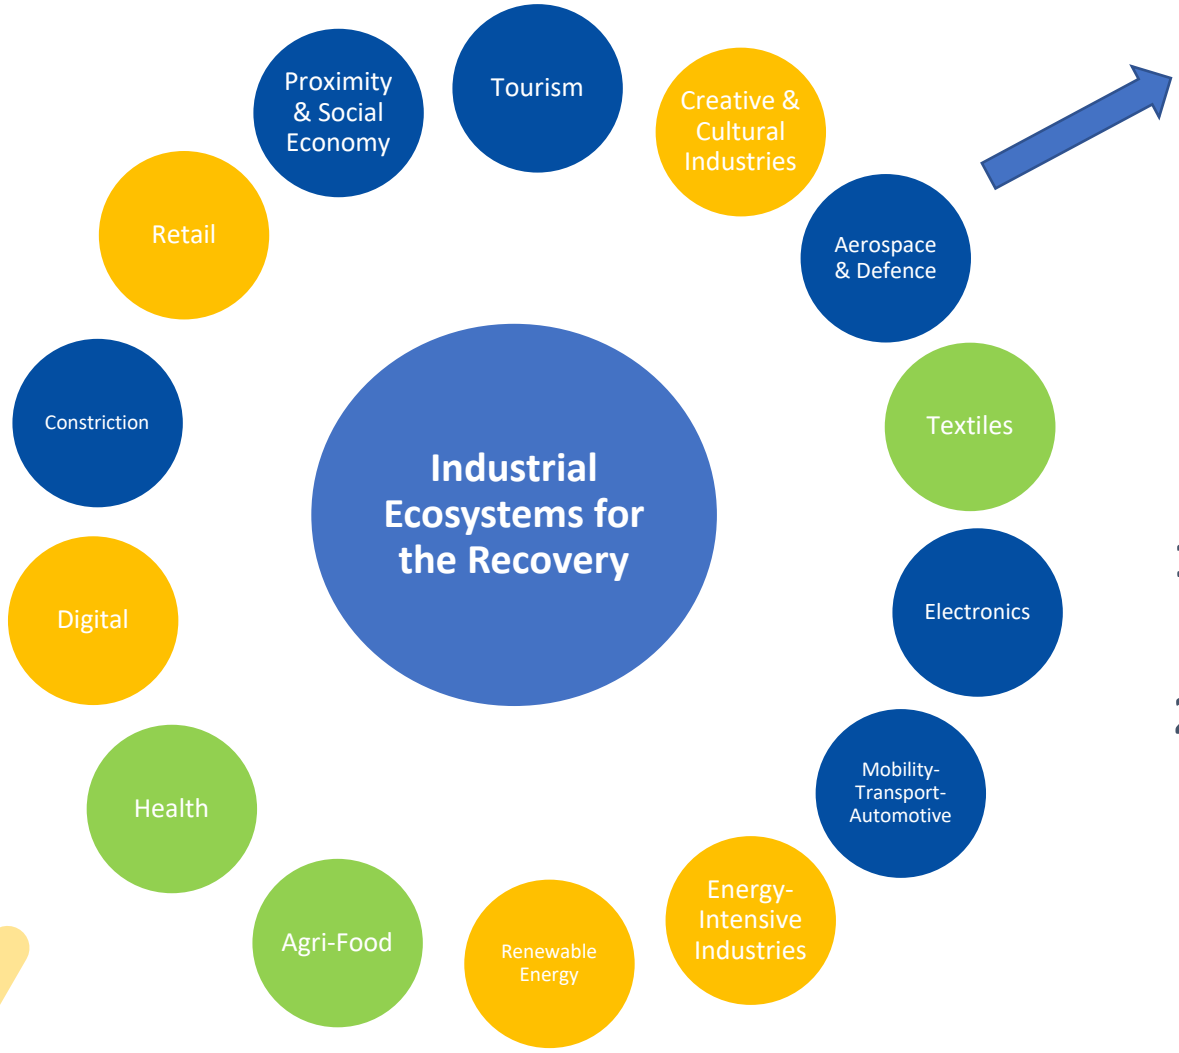 Proximity
& Social
Economy
Tourism
Creative &
Cultural
Industries
Retail
Aerospace
& Defence
Constriction
Textiles
Industrial
Ecosystems for
the Recovery
Digital
Electronics
Health
Mobility-
Transport-
Automotive
Agri-Food
Renewable
Energy
Energy-
Intensive
Industries